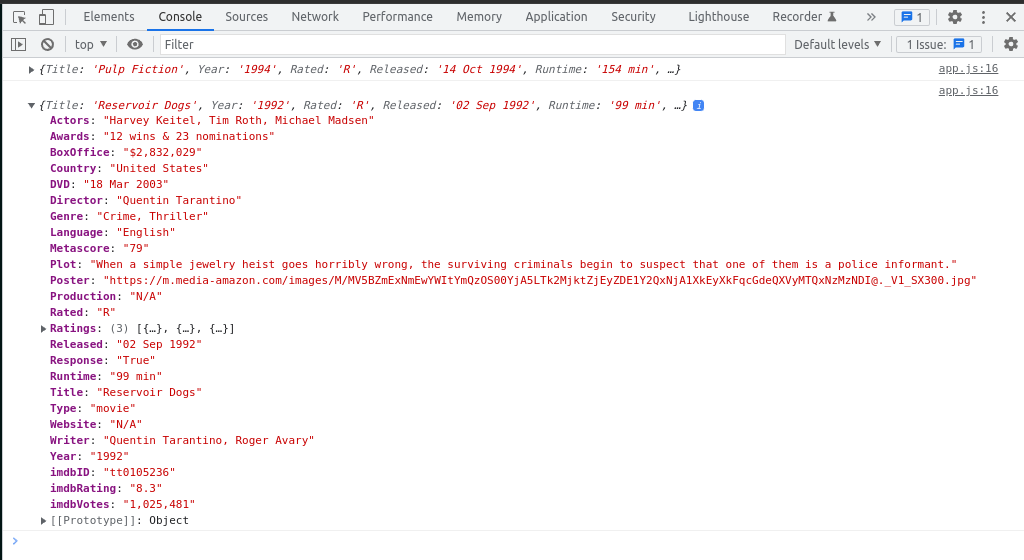 Elements Console Sources Network Performance Memory Application Security Lighthouse Recorder 1
top Filter Default levels 1 Issue: 1
{Title: 'Pulp Fiction', Year: '1994', Rated: 'R', Released: '14 Oct 1994', Runtime: '154 min', …} app.js:16
app.js:16
{Title: 'Reservoir Dogs', Year: '1992', Rated: 'R', Released: '02 Sep 1992', Runtime: '99 min', …} i
Actors: "Harvey Keitel, Tim Roth, Michael Madsen"
Awards: "12 wins & 23 nominations"
BoxOffice: "$2,832,029"
Country: "United States"
DVD: "18 Mar 2003"
Director: "Quentin Tarantino"
Genre: "Crime, Thriller"
Language: "English"
Metascore: "79"
Plot: "When a simple jewelry heist goes horribly wrong, the surviving criminals begin to suspect that one of them is a police informant."
Poster: "https://m.media-amazon.com/images/M/MV5BZmExNmEwYWItYmQzOS00YjA5LTk2MjktZjEyZDE1Y2QxNjA1XkEyXkFqcGdeQXVyMTQxNzMzNDI@._V1_SX300.jpg"
Production: "N/A"
Rated: "R"
Ratings: (3) [{…}, {…}, {…}]
Released: "02 Sep 1992"
Response: "True"
Runtime: "99 min"
Title: "Reservoir Dogs"
Type: "movie"
Website: "N/A"
Writer: "Quentin Tarantino, Roger Avary"
Year: "1992"
imdbID: "tt0105236"
imdbRating: "8.3"
imdbVotes: "1,025,481"
[[Prototype]]: Object